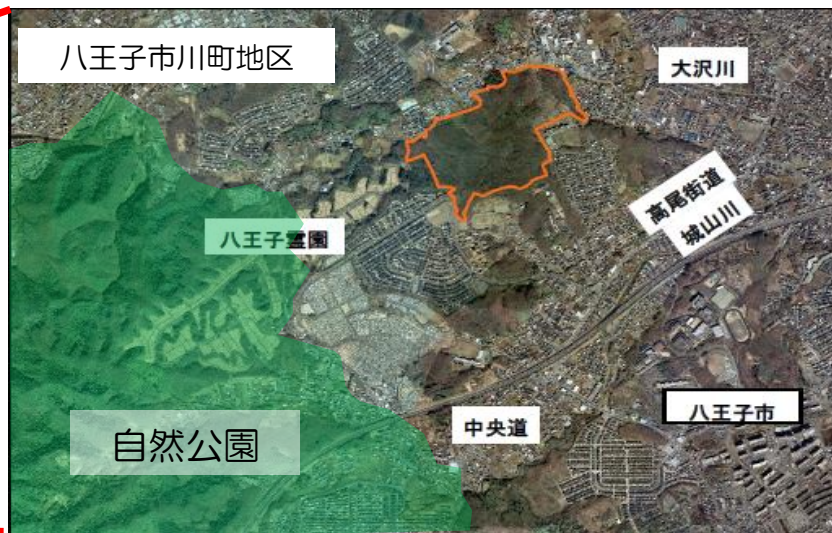 八王子市川町地区
大沢川
高尾街道
城山川
八王子霊園
中央道
八王子市
自然公園